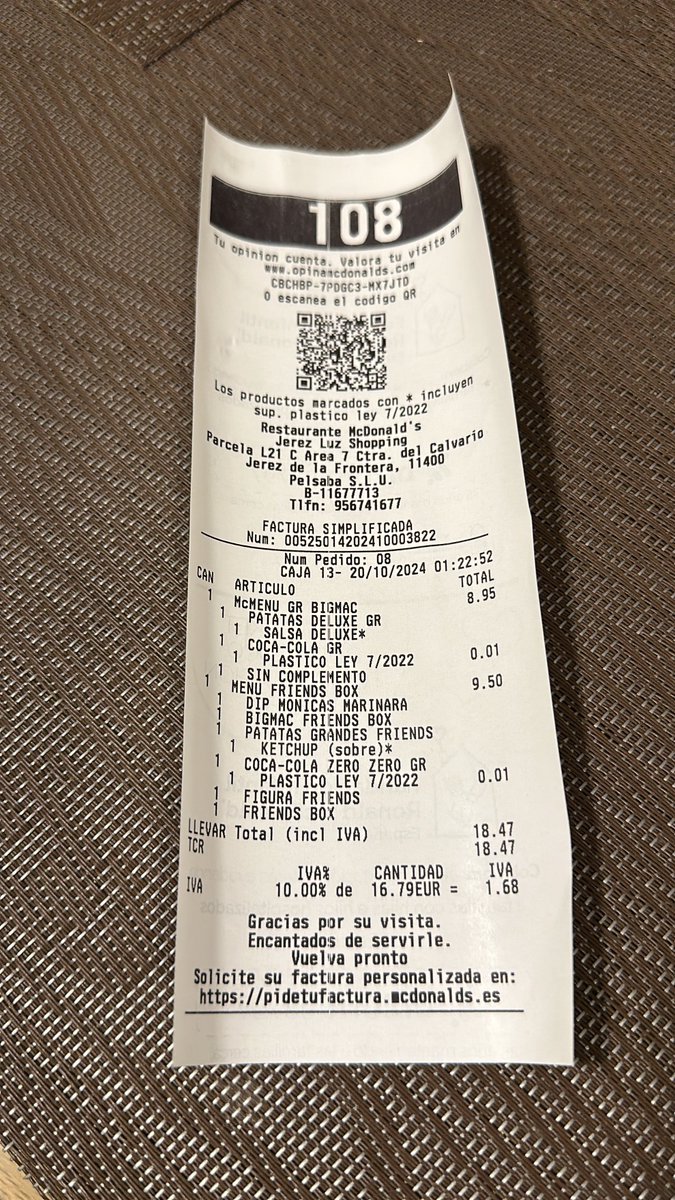 108
Tu opinion cuenta. Valora tu visita en
www.opinamcdonalds.com
CBCHBP-7PDGC3-MX7JTD
O escanea el codigo QR
Los productos marcados con * incluyen
sup. plastico ley 7/2022
Restaurante McDonald's
Jerez Luz Shopping
Parcela L21 C Area 7 Ctra. del Calvario
Jerez de la Frontera, 11400
Pelsaba S.L.U.
B-11677713
Tlfn: 956741677
FACTURA SIMPLIFICADA
Num: 00525014202410003822
Num Pedido: 08
CAJA 13- 20/10/2024 01:22:52
CAN ARTICULO TOTAL
1 McMENU GR BIGMAC 8.95
1 PATATAS DELUXE GR
1 SALSA DELUXE*
1 COCA-COLA GR
1 PLASTICO LEY 7/2022 0.01
1 SIN COMPLEMENTO
1 MENU FRIENDS BOX 9.50
1 DIP MONICAS MARINARA
1 BIGMAC FRIENDS BOX
1 PATATAS GRANDES FRIENDS
1 KETCHUP (sobre)*
1 COCA-COLA ZERO ZERO GR
1 PLASTICO LEY 7/2022 0.01
1 FIGURA FRIENDS
1 FRIENDS BOX
LLEVAR Total (incl IVA) 18.47
TCR 18.47
IVA% CANTIDAD IVA
IVA 10.00% de 16.79EUR = 1.68
Gracias por su visita.
Encantados de servirle.
Vuelva pronto
Solicite su factura personalizada en:
https://pidetufactura.mcdonalds.es